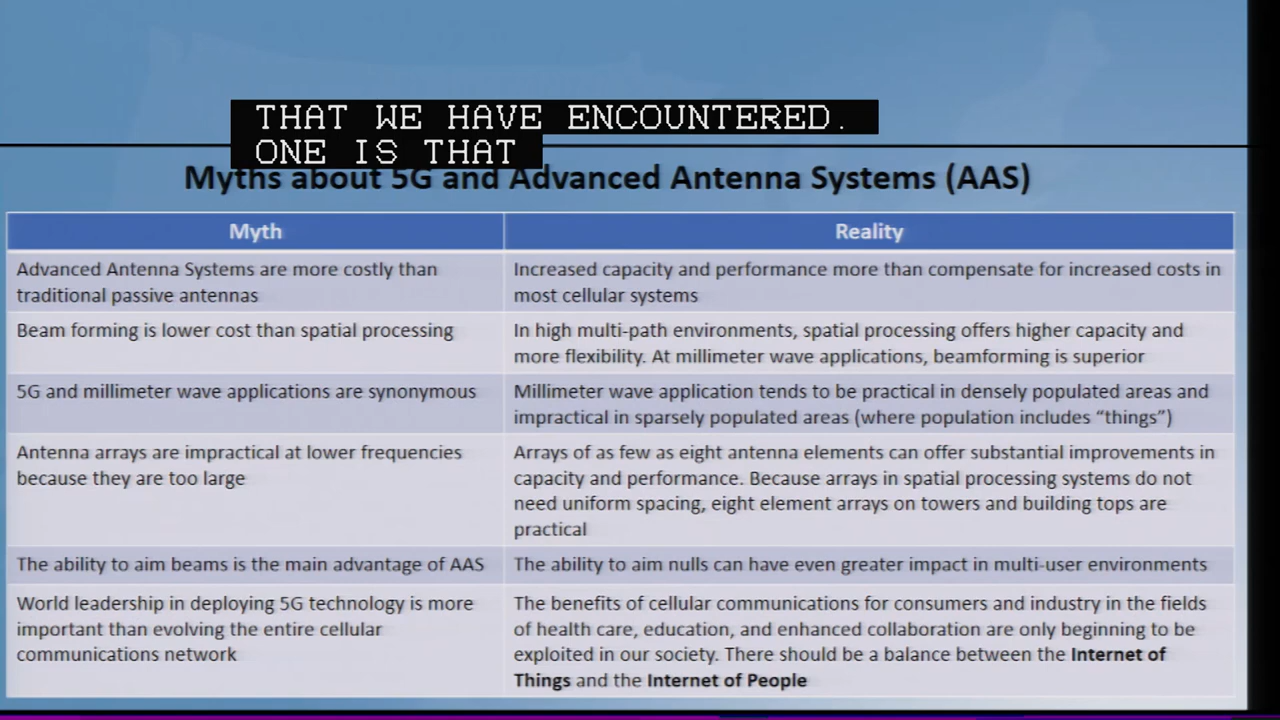 THAT WE HAVE ENCOUNTERED.
ONE IS THAT
Myths about 5G and Advanced Antenna Systems (AAS)
Myth
Reality
Advanced Antenna Systems are more costly than
traditional passive antennas
Increased capacity and performance more than compensate for increased costs in
most cellular systems
Beam forming is lower cost than spatial processing
In high multi-path environments, spatial processing offers higher capacity and
more flexibility. At millimeter wave applications, beamforming is superior
5G and millimeter wave applications are synonymous
Millimeter wave application tends to be practical in densely populated areas and
impractical in sparsely populated areas (where population includes “things”)
Antenna arrays are impractical at lower frequencies
because they are too large
Arrays of as few as eight antenna elements can offer substantial improvements in
capacity and performance. Because arrays in spatial processing systems do not
need uniform spacing, eight element arrays on towers and building tops are
practical
The ability to aim beams is the main advantage of AAS
The ability to aim nulls can have even greater impact in multi-user environments
World leadership in deploying 5G technology is more
important than evolving the entire cellular
communications network
The benefits of cellular communications for consumers and industry in the fields
of health care, education, and enhanced collaboration are only beginning to be
exploited in our society. There should be a balance between the Internet of
Things and the Internet of People